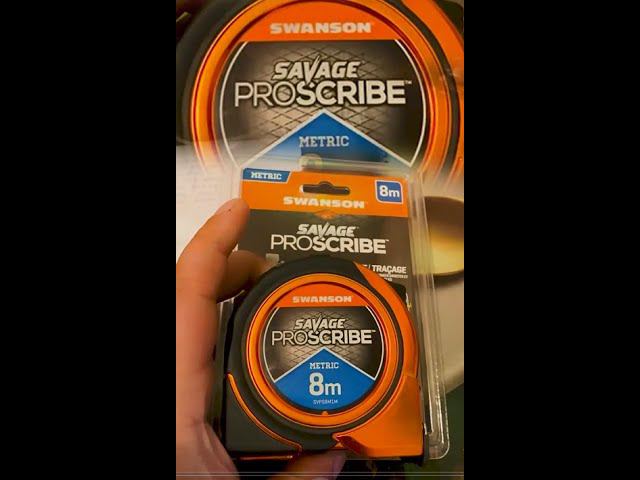 SWANSON
SAVAGE
PROSCRIBE™
METRIC
METRIC
8m
SWANSON
SAVAGE
PROSCRIBE™
/ TRAÇAGE
SWANSON
SAVAGE
PROSCRIBE™
METRIC
8m
SVPS8M1M